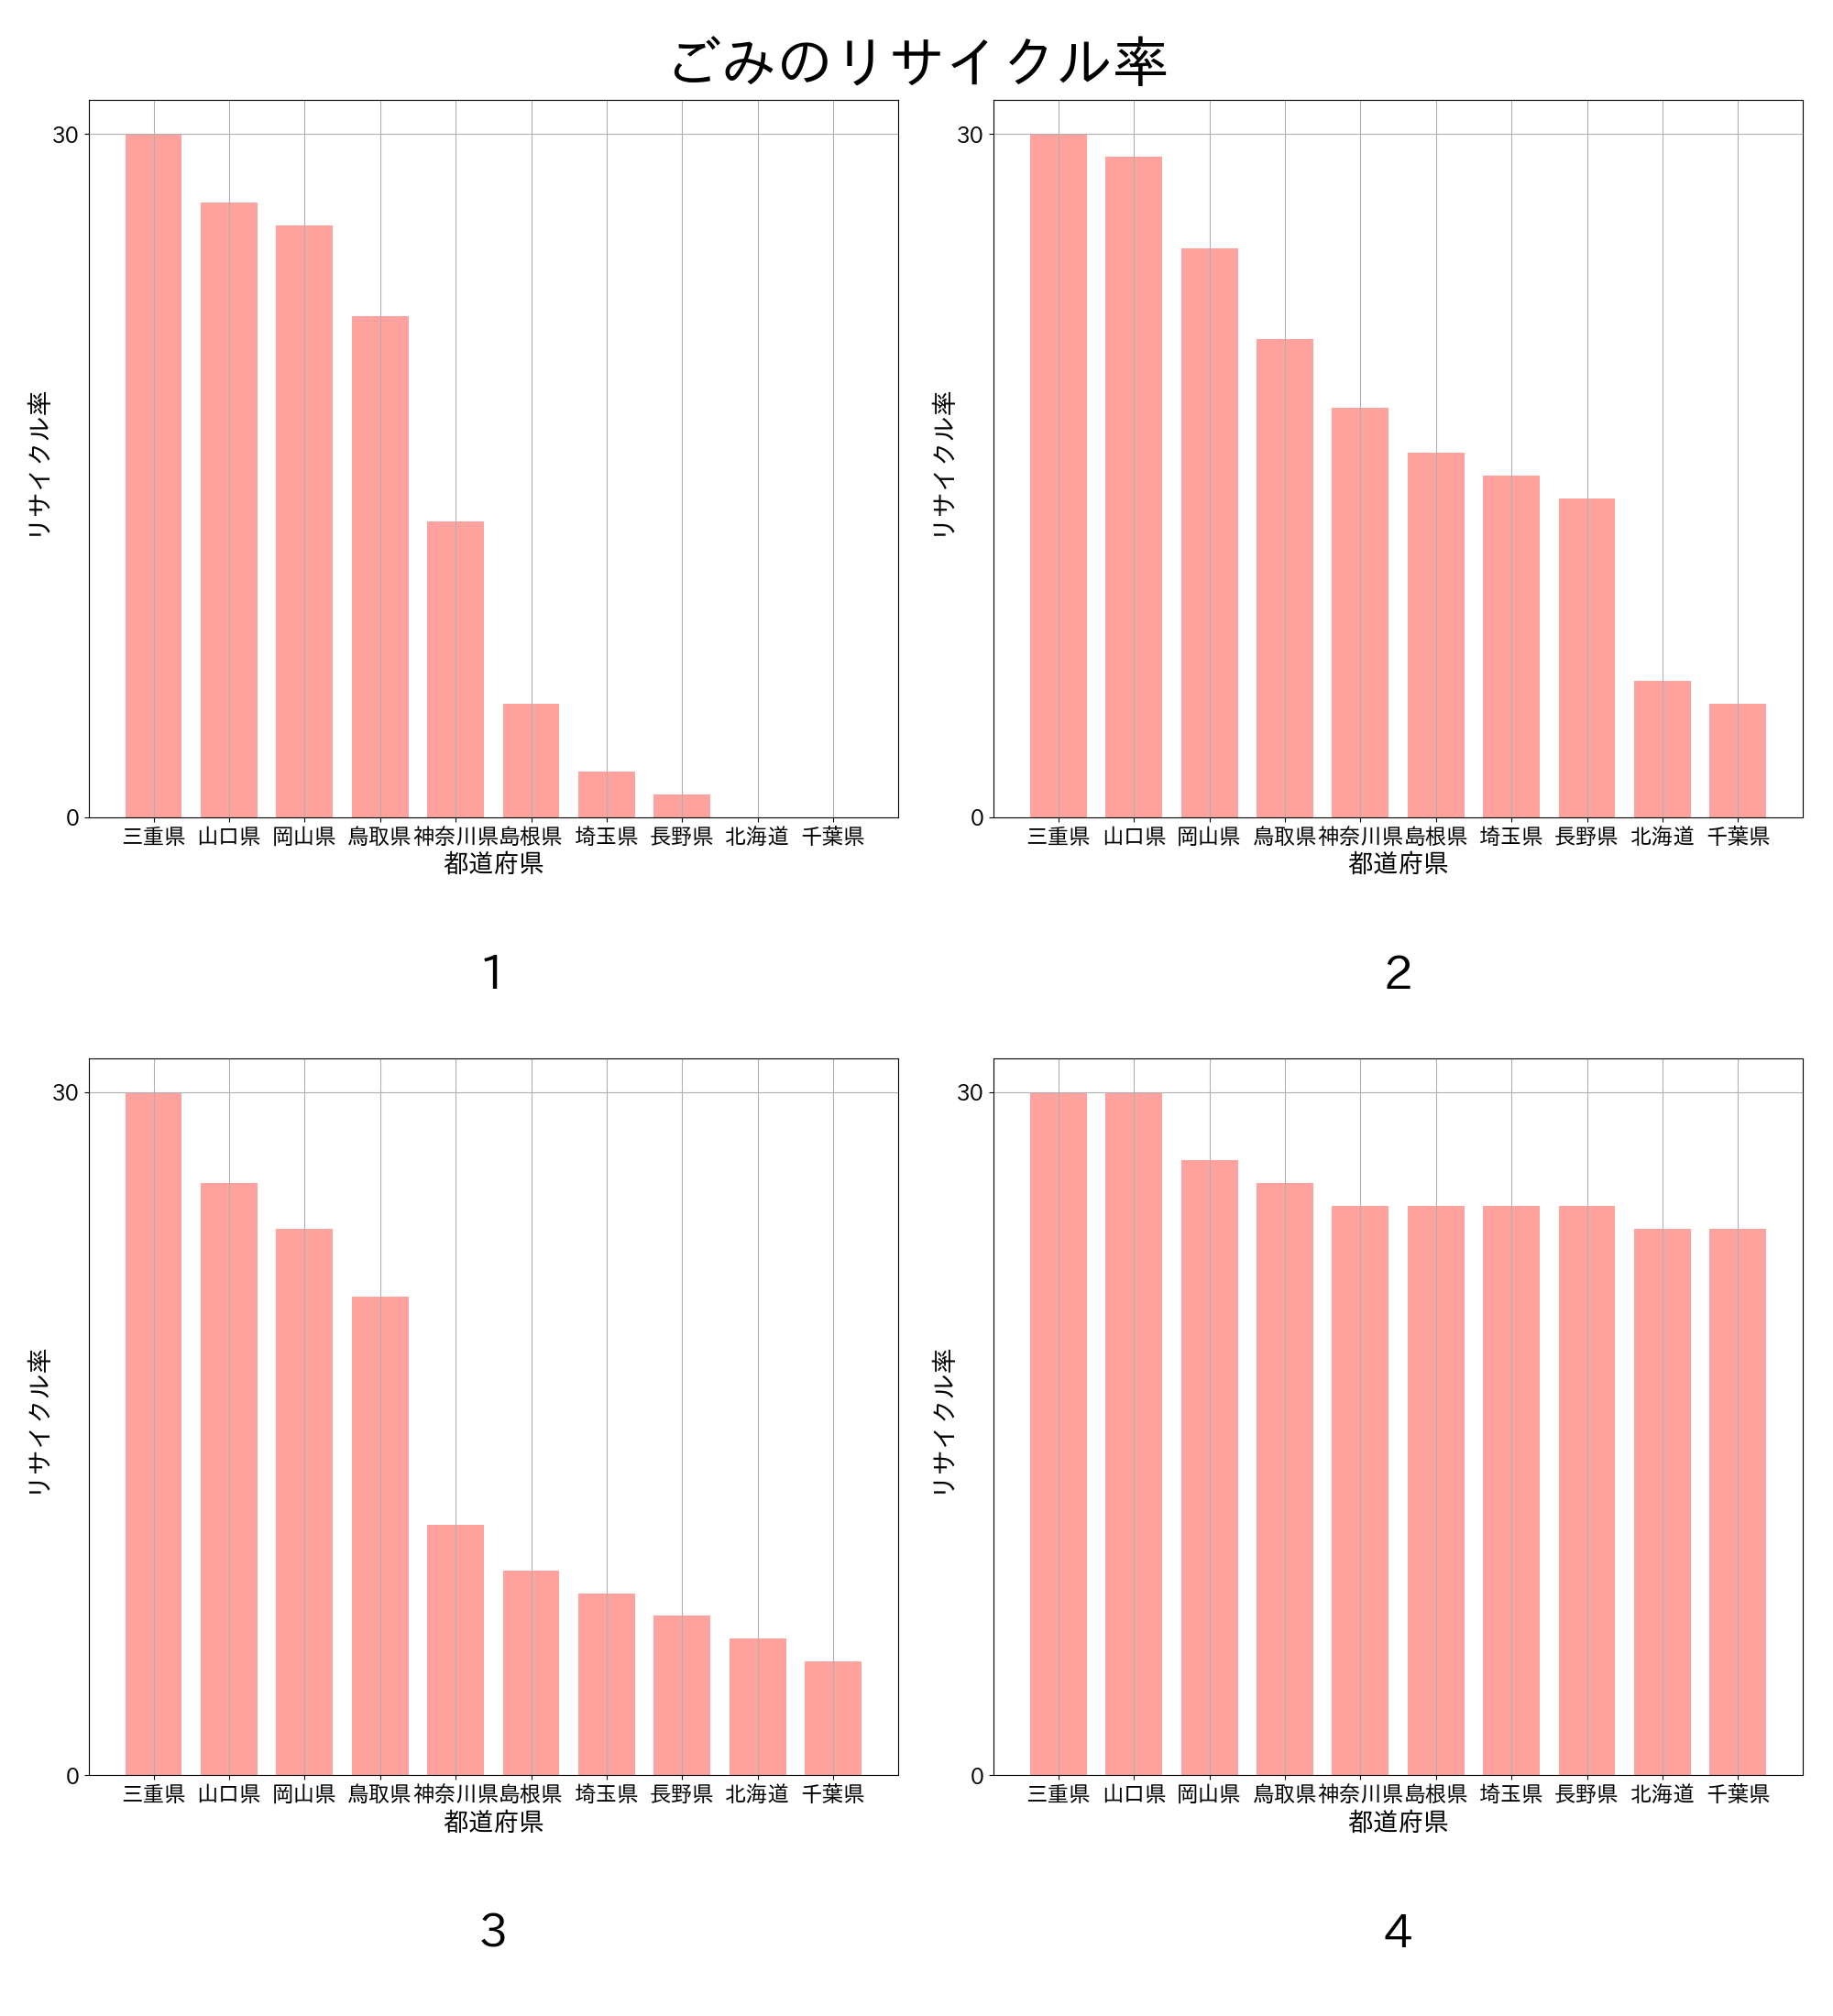 ごみのリサイクル率
30
0
リサイクル率
三重県 山口県 岡山県 鳥取県 神奈川県 島根県 埼玉県 長野県 北海道 千葉県
都道府県
1
30
0
リサイクル率
三重県 山口県 岡山県 鳥取県 神奈川県 島根県 埼玉県 長野県 北海道 千葉県
都道府県
2
30
0
リサイクル率
三重県 山口県 岡山県 鳥取県 神奈川県 島根県 埼玉県 長野県 北海道 千葉県
都道府県
3
30
0
リサイクル率
三重県 山口県 岡山県 鳥取県 神奈川県 島根県 埼玉県 長野県 北海道 千葉県
都道府県
4